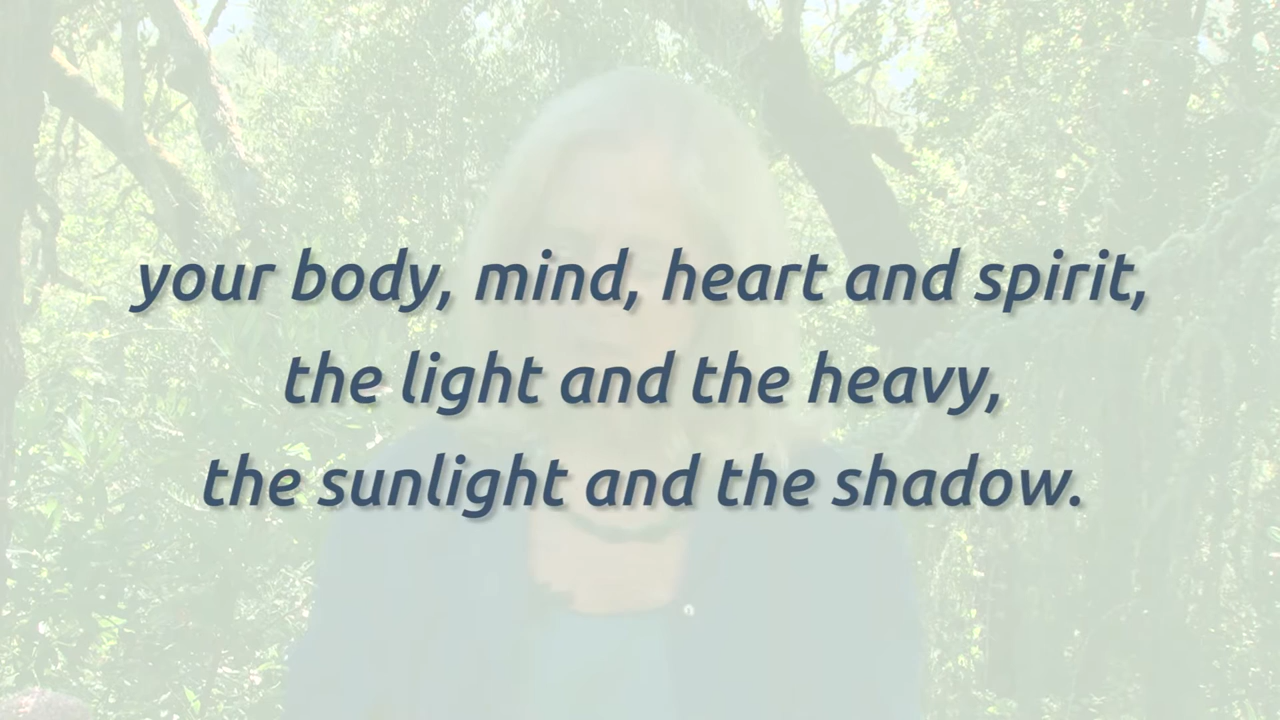 your body, mind, heart and spirit,
the light and the heavy,
the sunlight and the shadow.